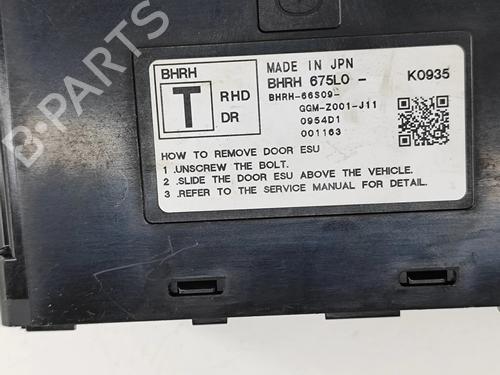 BHRH
T
RHD
DR
MADE IN JPN
BHRH 675L0 -
K0935
BHRH-66S09-
GGM-Z001-J11
0954D1
001163
HOW TO REMOVE DOOR ESU
1 .UNSCREW THE BOLT.
2 .SLIDE THE DOOR ESU ABOVE THE VEHICLE.
3 .REFER TO THE SERVICE MANUAL FOR DETAIL.
B-PARTS